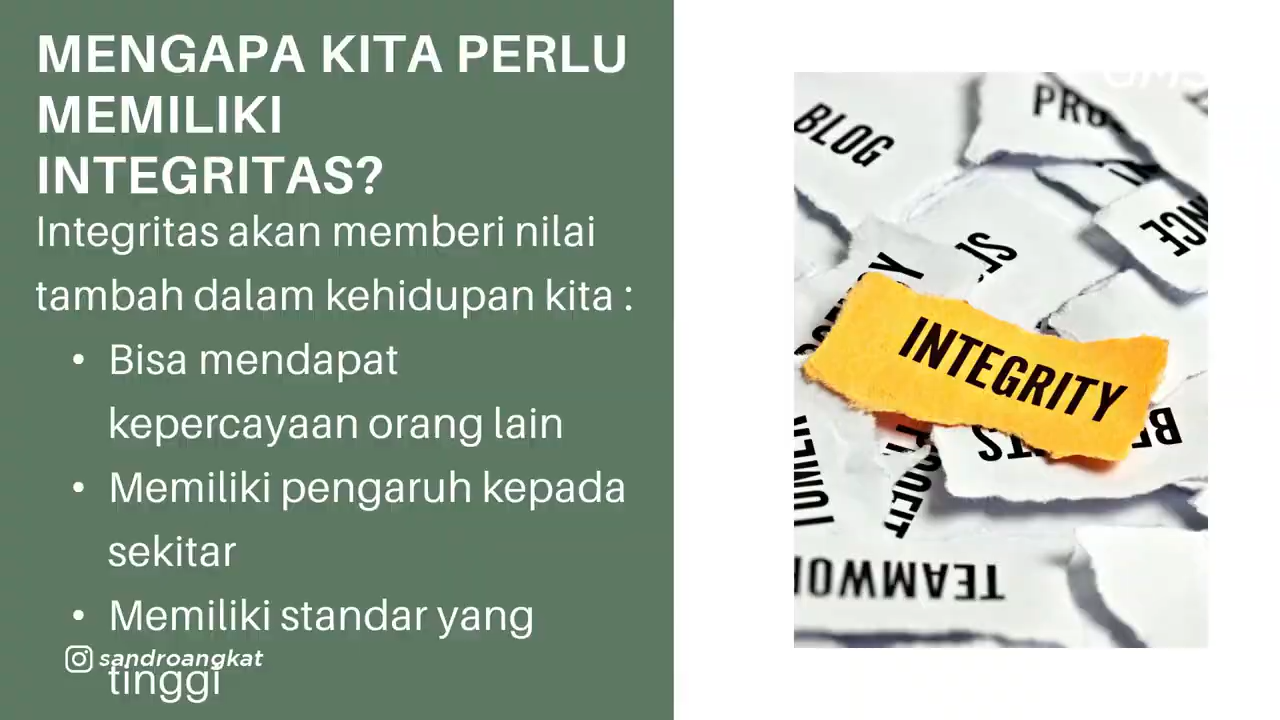 MENGAPA KITA PERLU
MEMILIKI
INTEGRITAS?
Integritas akan memberi nilai
tambah dalam kehidupan kita :
• Bisa mendapat
kepercayaan orang lain
• Memiliki pengaruh kepada
sekitar
• Memiliki standar yang
tinggi
sandroangkat
BLOG
INTEGRITY